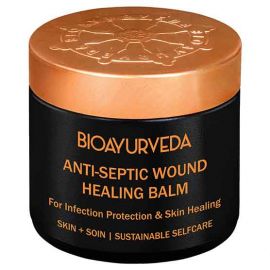 BIOAYURVEDA
ANTI-SEPTIC WOUND
HEALING BALM
For Infection Protection & Skin Healing
SKIN + SOIN | SUSTAINABLE SELFCARE